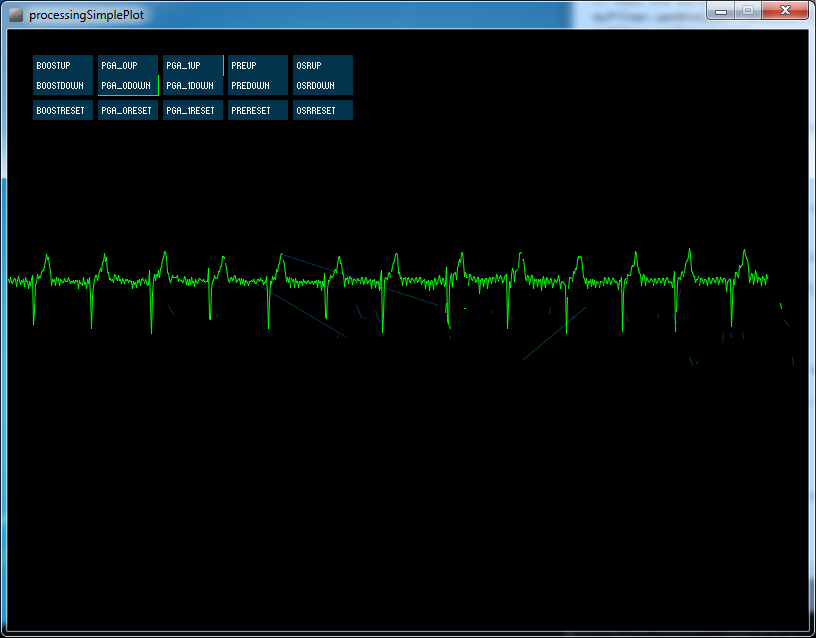 processingSimplePlot
BOOSTUP PGA_0UP PGA_1UP PREUP OSRUP
BOOSTDOWN PGA_0DOWN PGA_1DOWN PREDOWN OSRDOWN
BOOSTRESET PGA_0RESET PGA_1RESET PRERESET OSRRESET